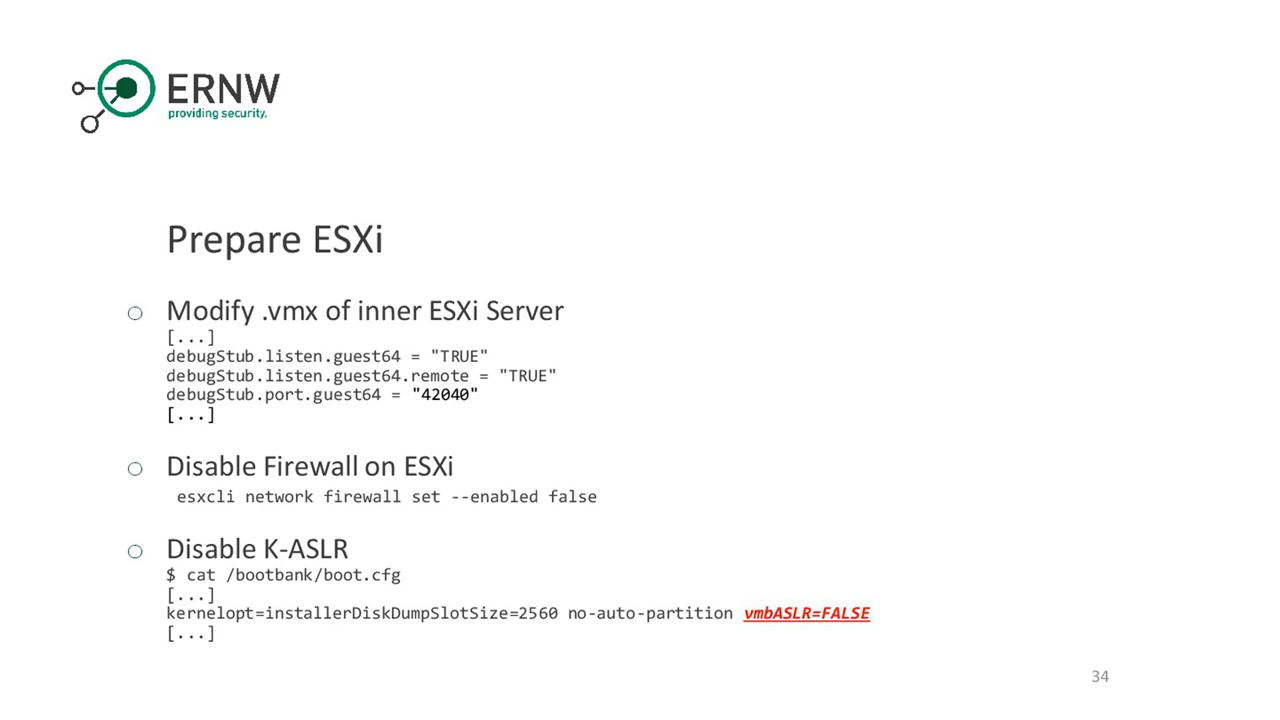 ERNW
providing security.
Prepare ESXi
Modify .vmx of inner ESXi Server
[...]
debugStub.listen.guest64 = "TRUE"
debugStub.listen.guest64.remote = "TRUE"
debugStub.port.guest64 = "42040"
[...]
Disable Firewall on ESXi
esxcli network firewall set --enabled false
Disable K-ASLR
$ cat /bootbank/boot.cfg
[...]
kernelopt=installerDiskDumpSlotSize=2560 no-auto-partition vmbASLR=FALSE
[...]
34